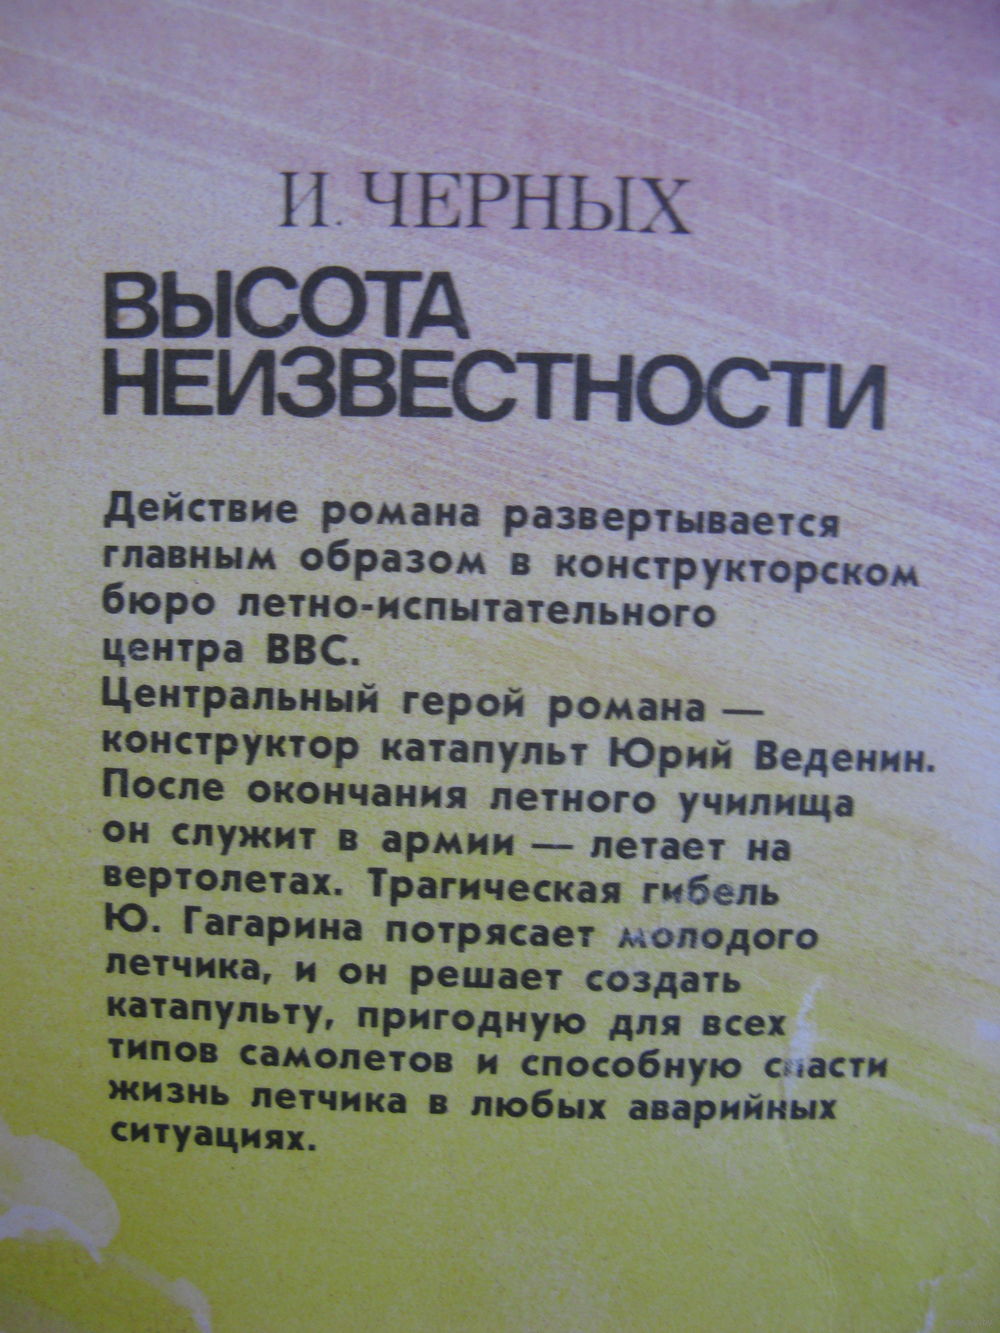 И. ЧЕРНЫХ
ВЫСОТА
НЕИЗВЕСТНОСТИ
Действие романа развертывается
главным образом в конструкторском
бюро летно-испытательного
центра ВВС.
Центральный герой романа —
конструктор катапульт Юрий Веденин.
После окончания летного училища
он служит в армии — летает на
вертолетах. Трагическая гибель
Ю. Гагарина потрясает молодого
летчика, и он решает создать
катапульту, пригодную для всех
типов самолетов и способную спасти
жизнь летчика в любых аварийных
ситуациях.